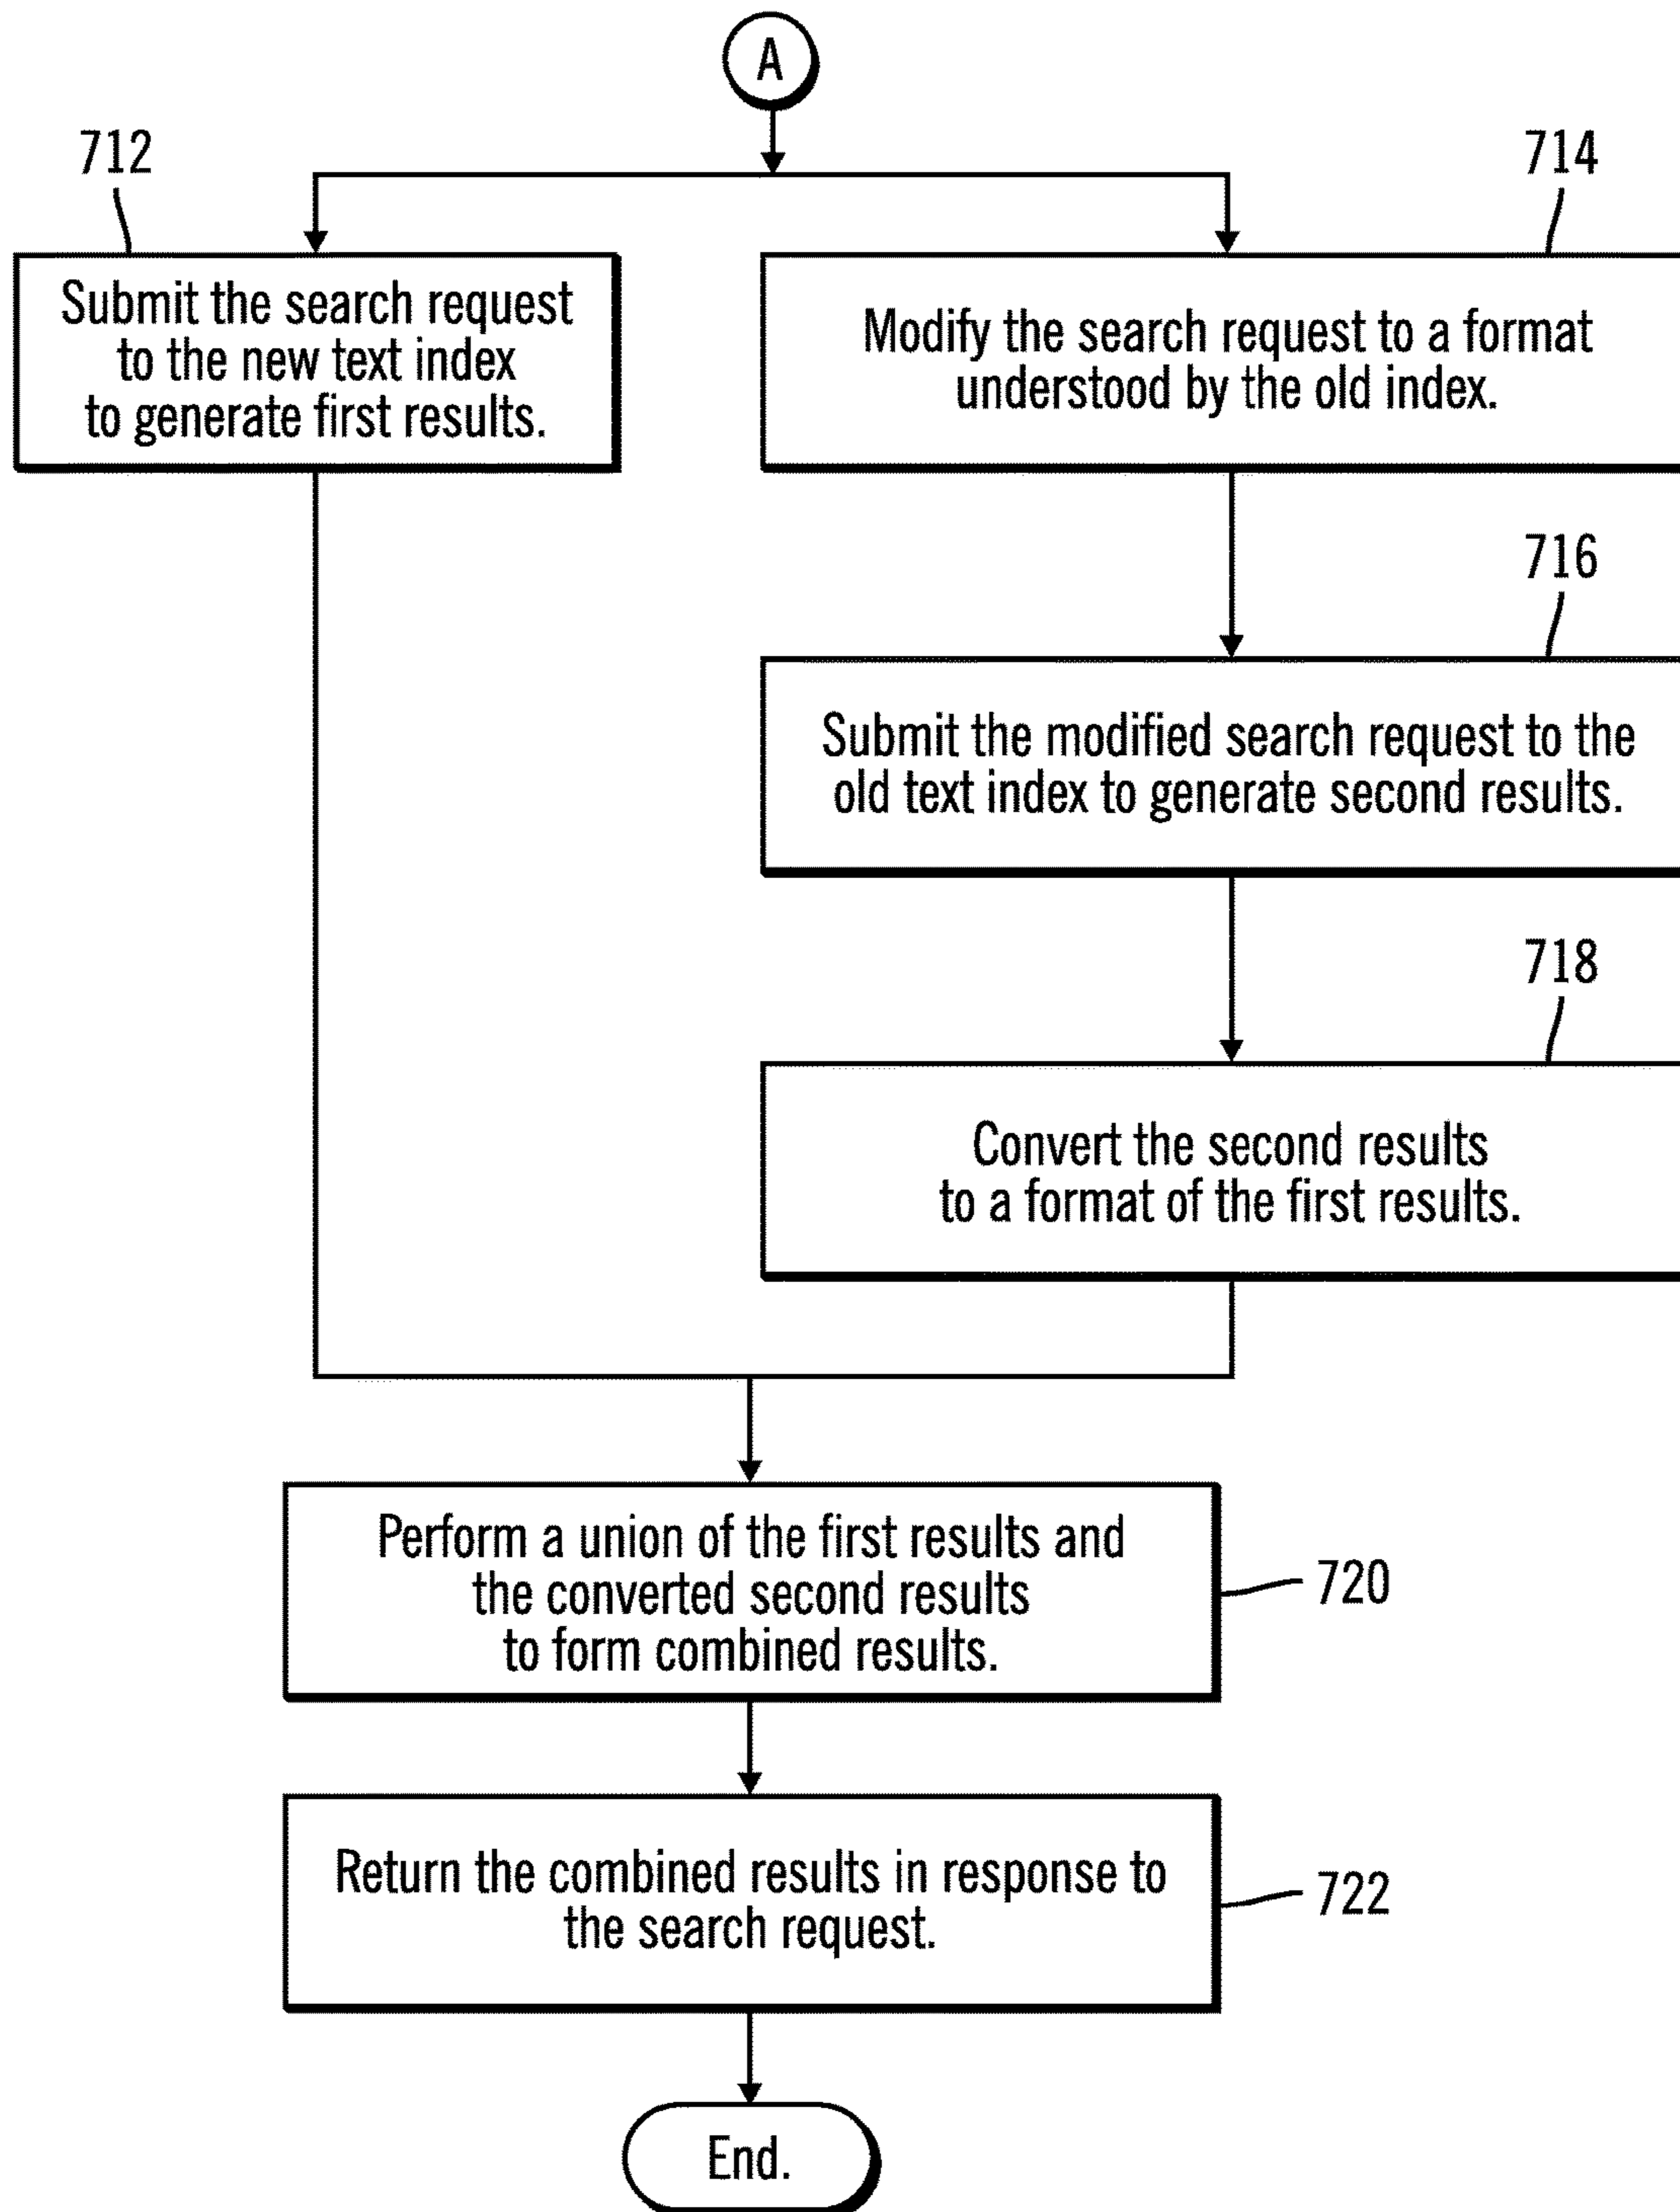 A
712
714
Submit the search request
to the new text index
to generate first results.
Modify the search request to a format
understood by the old index.
716
Submit the modified search request to the
old text index to generate second results.
718
Convert the second results
to a format of the first results.
Perform a union of the first results and
the converted second results
to form combined results.
720
Return the combined results in response to
the search request.
722
End.